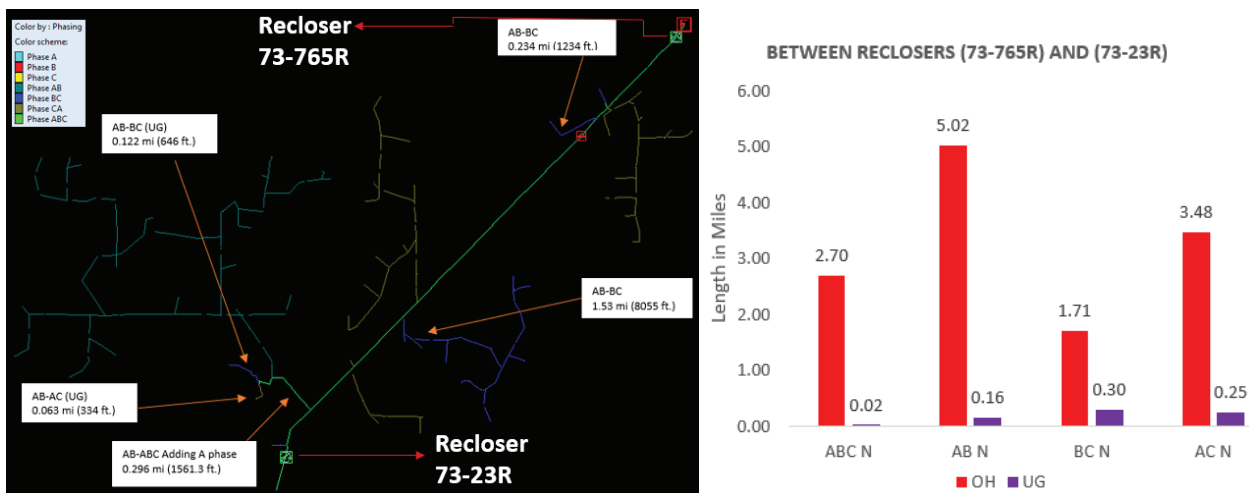 Color by : Phasing
Color scheme:
Phase A
Phase B
Phase C
Phase AB
Phase BC
Phase CA
Phase ABC
Recloser
73-765R
AB-BC
0.234 mi (1234 ft.)
AB-BC (UG)
0.122 mi (646 ft.)
AB-BC
1.53 mi (8055 ft.)
AB-AC (UG)
0.063 mi (334 ft.)
AB-ABC Adding A phase
0.296 mi (1561.3 ft.)
Recloser
73-23R
BETWEEN RECLOSERS (73-765R) AND (73-23R)
Length in Miles
6.00
5.00
4.00
3.00
2.00
1.00
0.00
2.70
0.02
5.02
0.16
1.71
0.30
3.48
0.25
ABC N
AB N
BC N
AC N
OH
UG